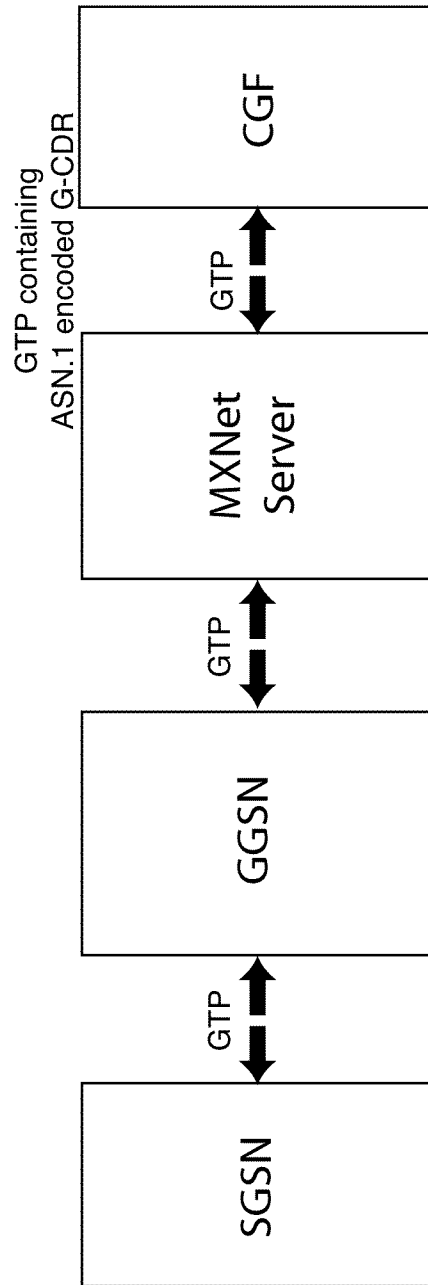 GTP containing
ASN.1 encoded G-CDR
SGSN
GTP
GGSN
GTP
MXNet
Server
GTP
CGF